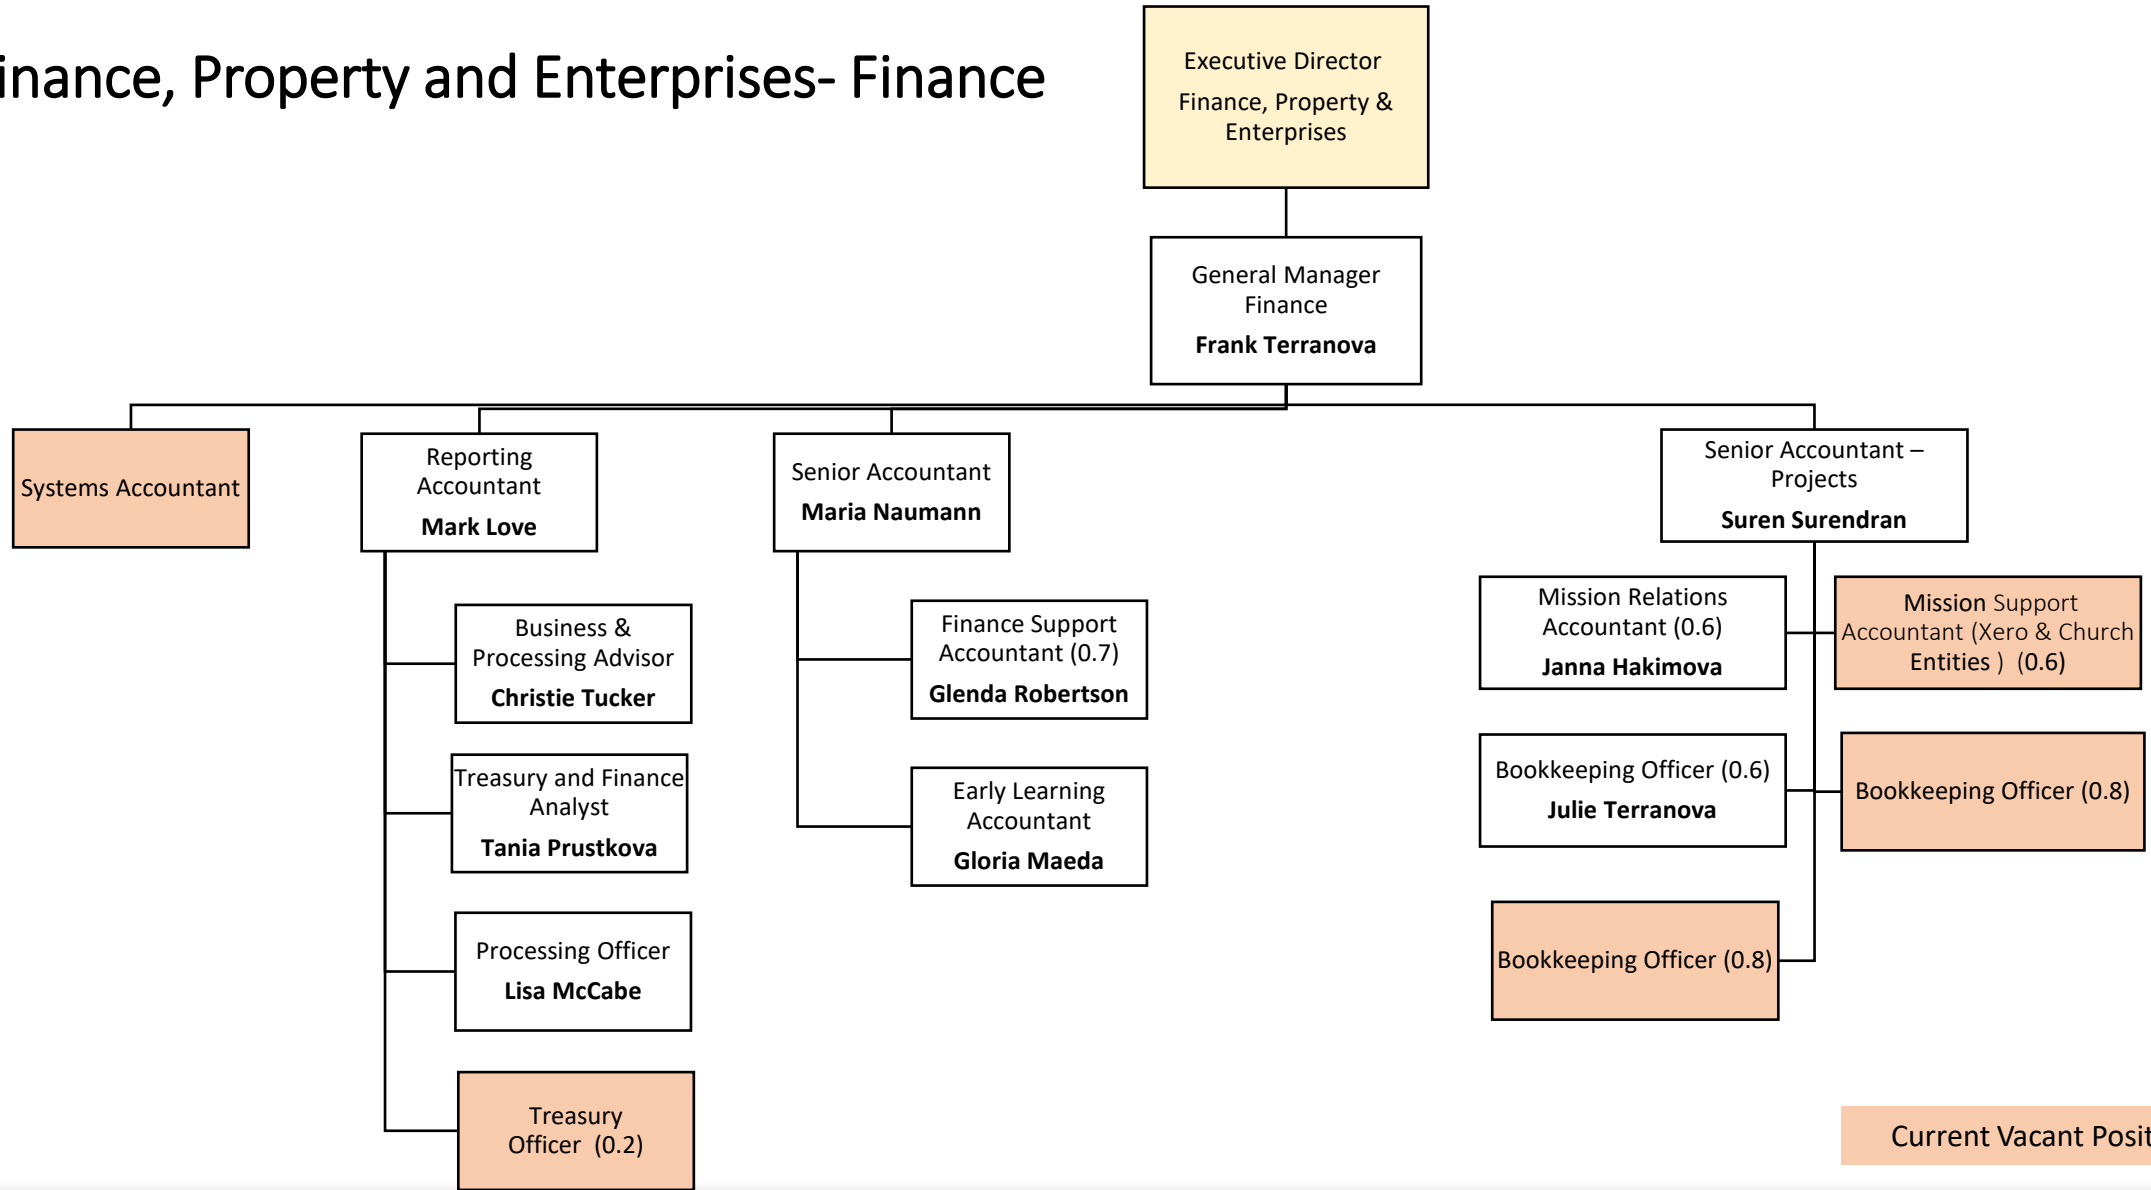 inance, Property and Enterprises- Finance
Executive Director
Finance, Property &
Enterprises
General Manager
Finance
Frank Terranova
Systems Accountant
Reporting
Accountant
Mark Love
Senior Accountant
Maria Naumann
Senior Accountant –
Projects
Suren Surendran
Business &
Processing Advisor
Christie Tucker
Treasury and Finance
Analyst
Tania Prustkova
Processing Officer
Lisa McCabe
Treasury
Officer  (0.2)
Finance Support
Accountant (0.7)
Glenda Robertson
Early Learning
Accountant
Gloria Maeda
Mission Relations
Accountant (0.6)
Janna Hakimova
Mission Support
Accountant (Xero & Church
Entities )  (0.6)
Bookkeeping Officer (0.6)
Julie Terranova
Bookkeeping Officer (0.8)
Bookkeeping Officer (0.8)
Current Vacant Posit